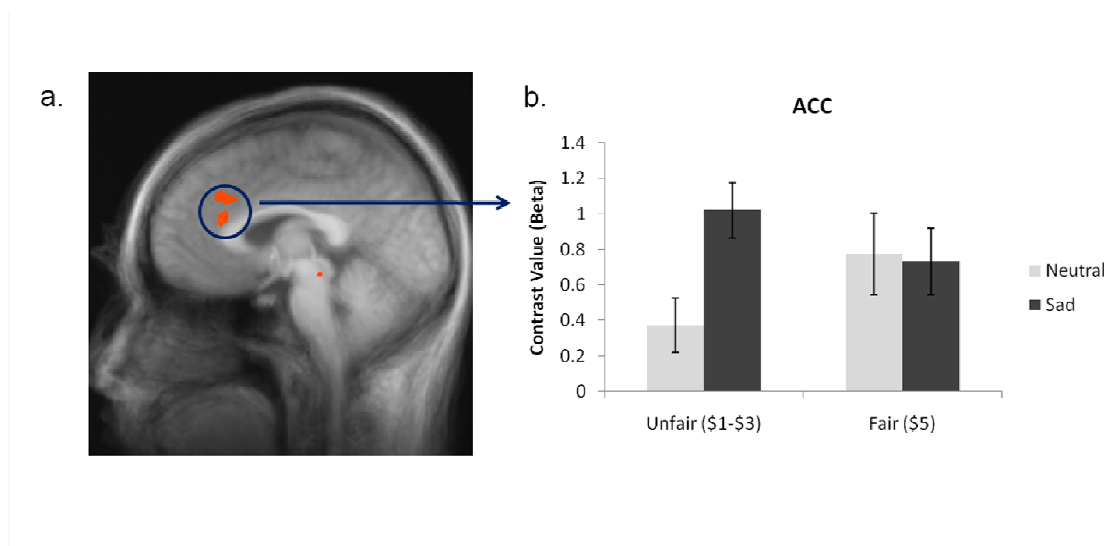 a.
b.
ACC
Contrast Value (Beta)
1.4
1.2
1
0.8
0.6
0.4
0.2
0
Unfair ($1-$3)
Fair ($5)
Neutral
Sad